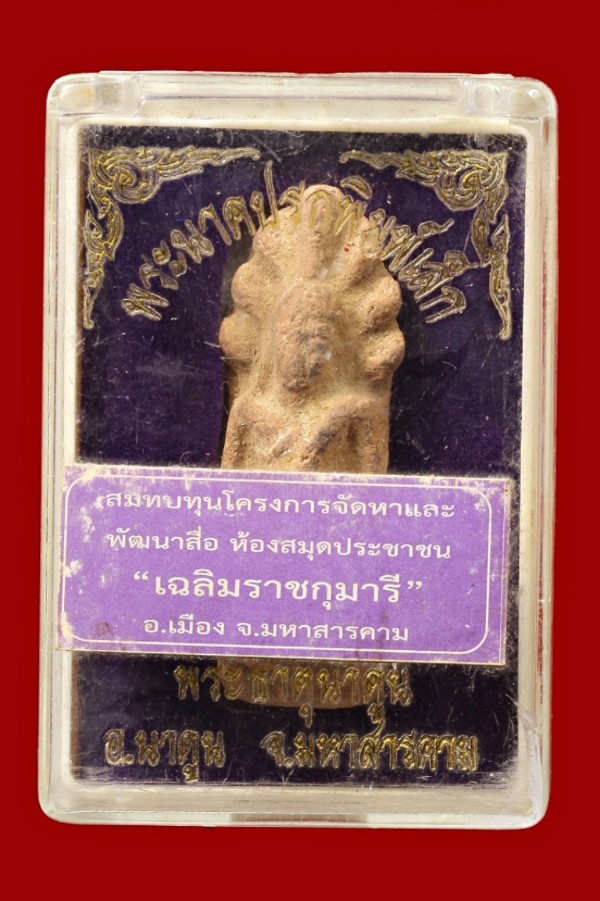 พระนาคปรกพิมพ์เล็ก
สมทบทุนโครงการจัดหาและ
พัฒนาสื่อ ห้องสมุดประชาชน
“เฉลิมราชกุมารี”
อ.เมือง จ.มหาสารคาม
พระธาตุนาดูน
อ.นาดูน จ.มหาสารคาม